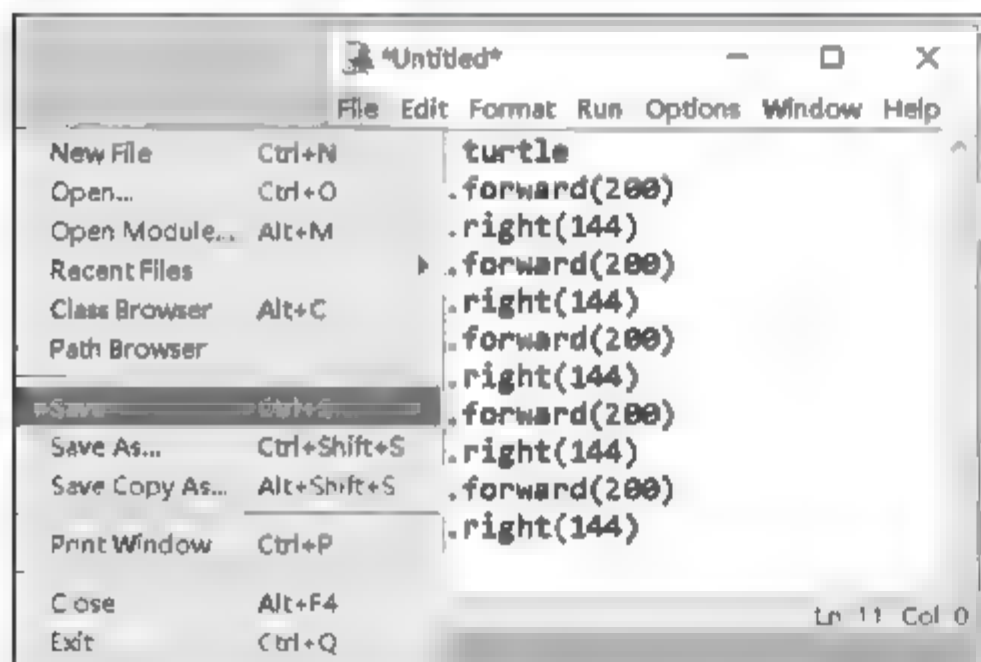 *Untitled*
File Edit Format Run Options Window Help
New File Ctrl+N
Open... Ctrl+O
Open Module... Alt+M
Recent Files
Class Browser Alt+C
Path Browser
Save Ctrl+S
Save As... Ctrl+Shift+S
Save Copy As... Alt+Shift+S
Print Window Ctrl+P
Close Alt+F4
Exit Ctrl+Q
turtle
.forward(200)
.right(144)
.forward(200)
.right(144)
.forward(200)
.right(144)
.forward(200)
.right(144)
.forward(200)
.right(144)
Ln 11 Col 0